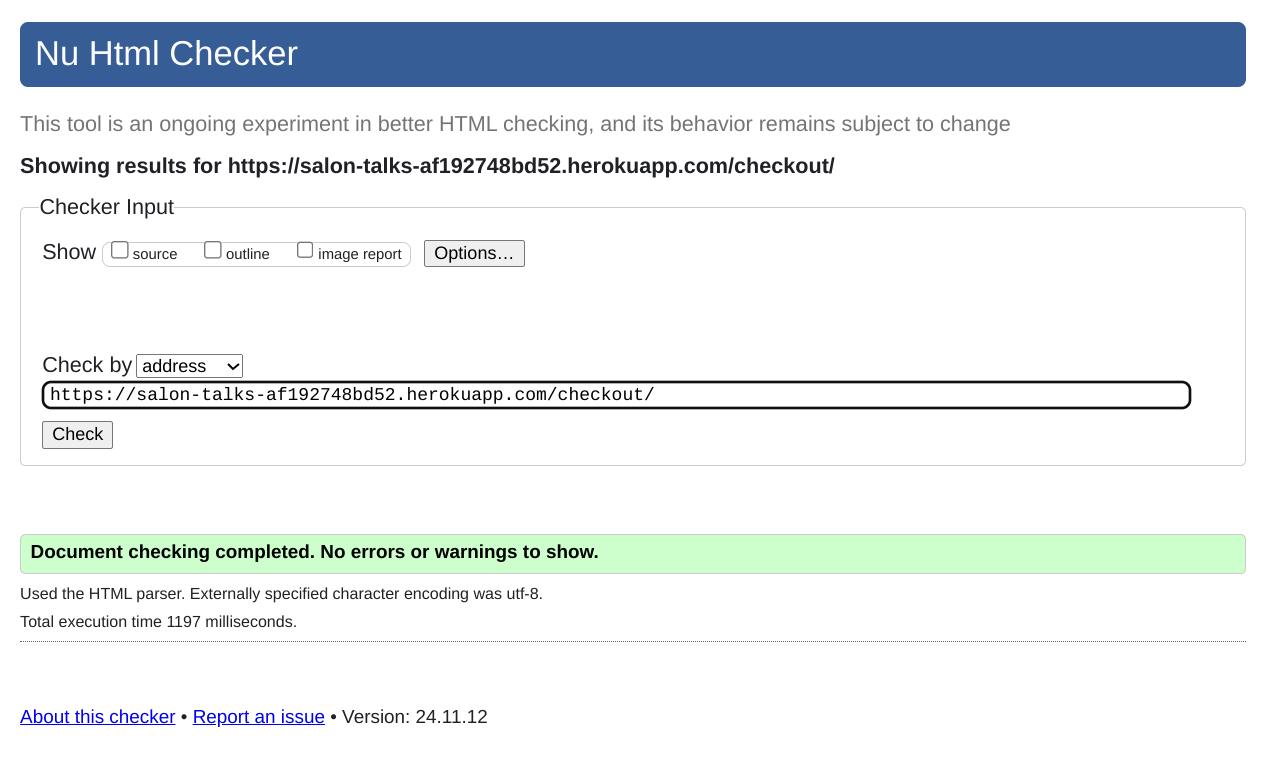 Nu Html Checker
This tool is an ongoing experiment in better HTML checking, and its behavior remains subject to change
Showing results for https://salon-talks-af192748bd52.herokuapp.com/checkout/
Checker Input
Show source outline image report Options…
Check by address
https://salon-talks-af192748bd52.herokuapp.com/checkout/
Check
Document checking completed. No errors or warnings to show.
Used the HTML parser. Externally specified character encoding was utf-8.
Total execution time 1197 milliseconds.
About this checker • Report an issue • Version: 24.11.12